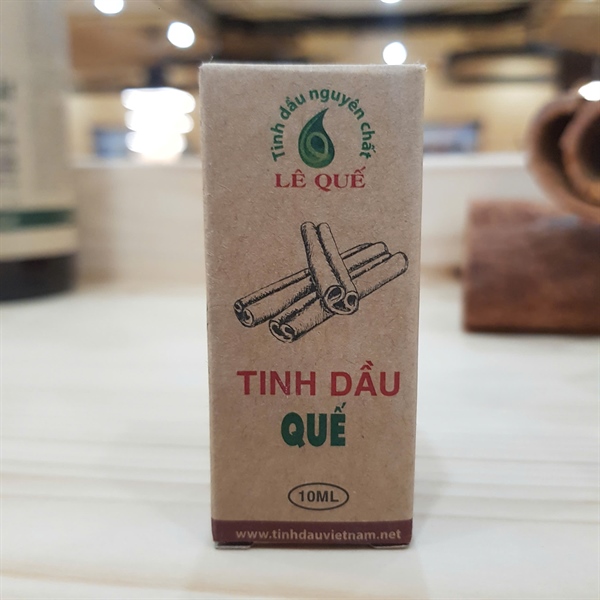 Tinh dầu nguyên chất
LÊ QUẾ
TINH DẦU
QUẾ
10ML
www.tinhdauvietnam.net